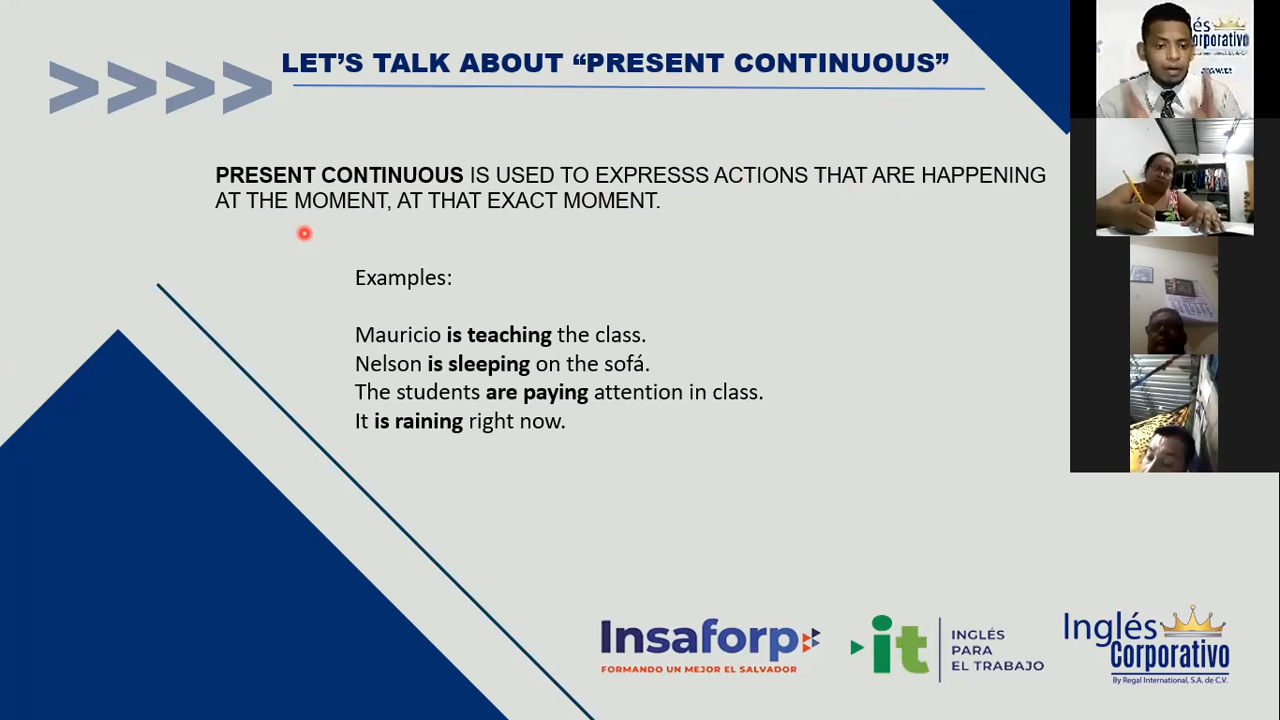 LET'S TALK ABOUT “PRESENT CONTINUOUS”
PRESENT CONTINUOUS IS USED TO EXPRESSS ACTIONS THAT ARE HAPPENING
AT THE MOMENT, AT THAT EXACT MOMENT.
Examples:
Mauricio is teaching the class.
Nelson is sleeping on the sofá.
The students are paying attention in class.
It is raining right now.
Insaforp
FORMANDO UN MEJOR EL SALVADOR
it
INGLÉS
PARA
EL TRABAJO
Inglés
Corporativo
By Regal International, S.A. de C.V.